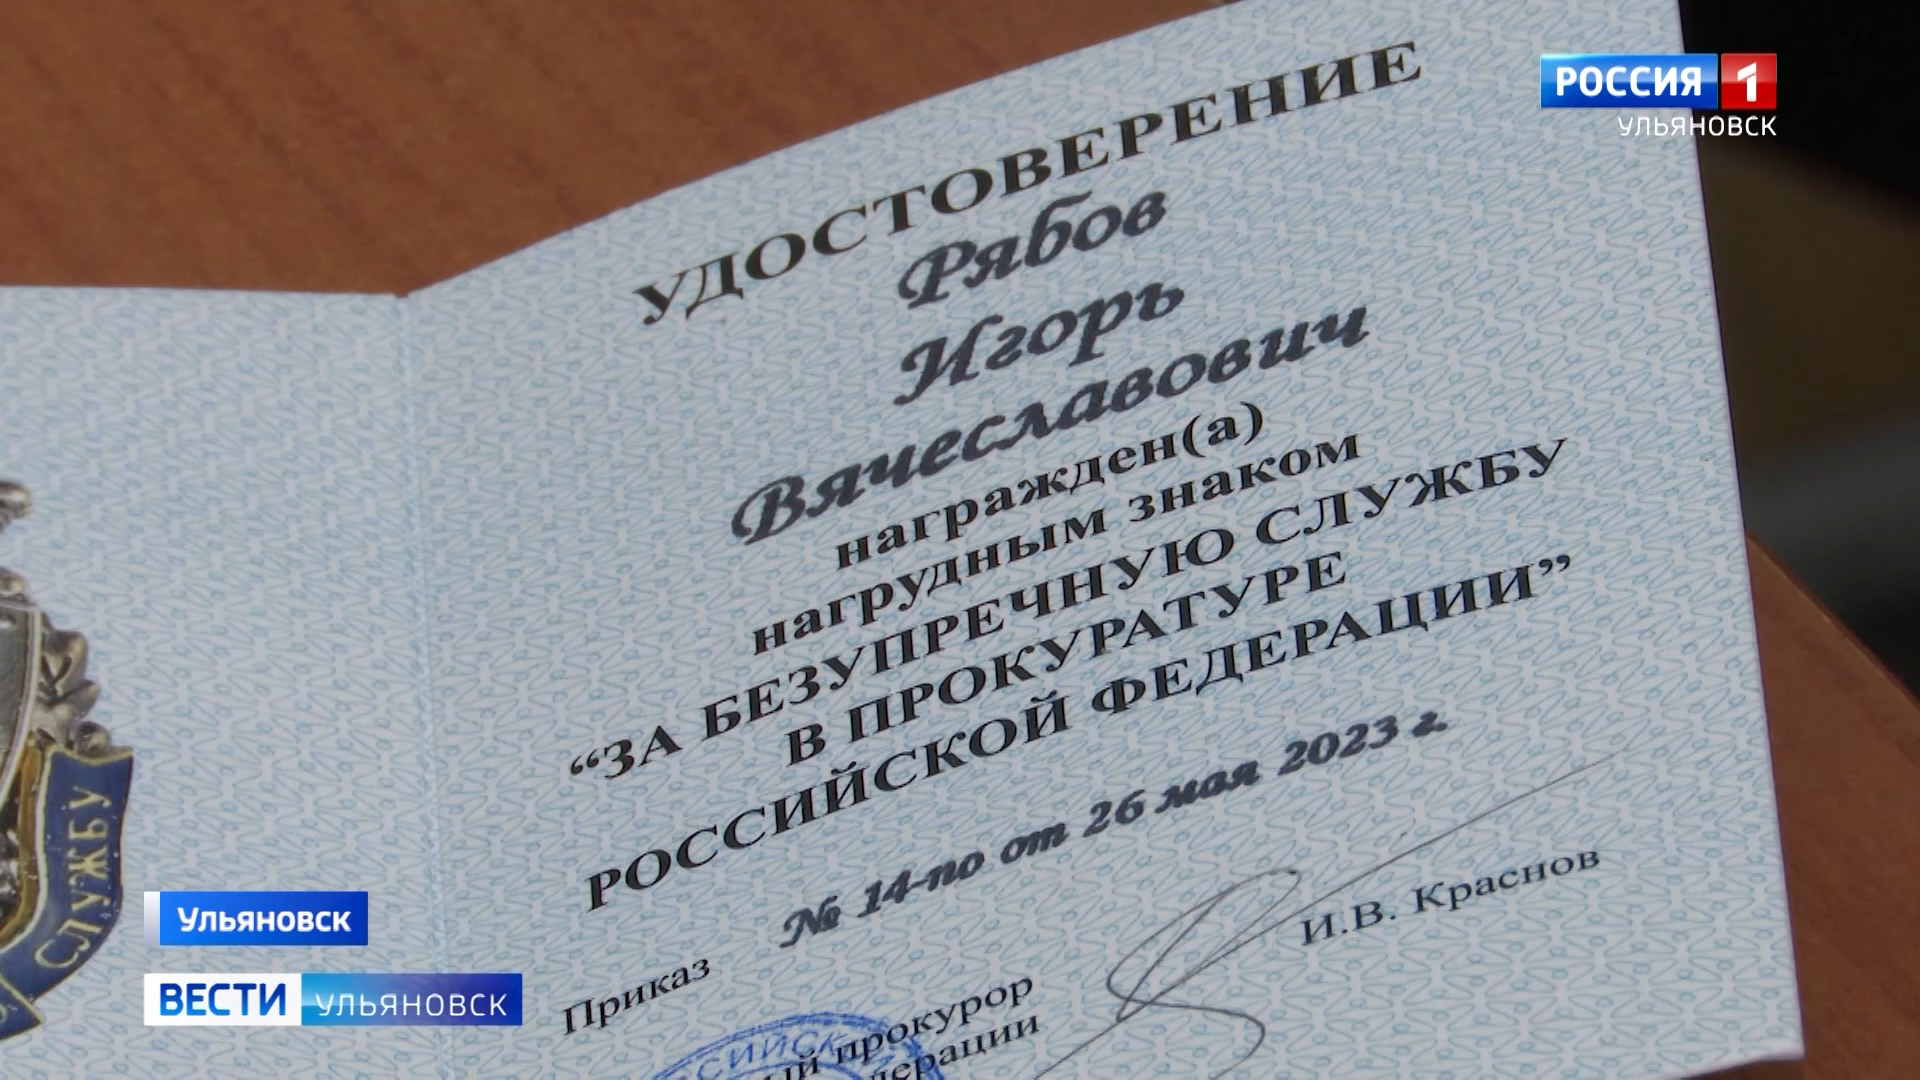 РОССИЯ 1
УЛЬЯНОВСК
УДОСТОВЕРЕНИЕ
Рябов
Игорь
Вячеславович
награжден(а)
нагрудным знаком
“ЗА БЕЗУПРЕЧНУЮ СЛУЖБУ
В ПРОКУРАТУРЕ
РОССИЙСКОЙ ФЕДЕРАЦИИ”
Приказ № 14-по от 26 мая 2023 г.
прокурор
И.В. Краснов
СЛУЖБУ
Ульяновск
ВЕСТИ УЛЬЯНОВСК